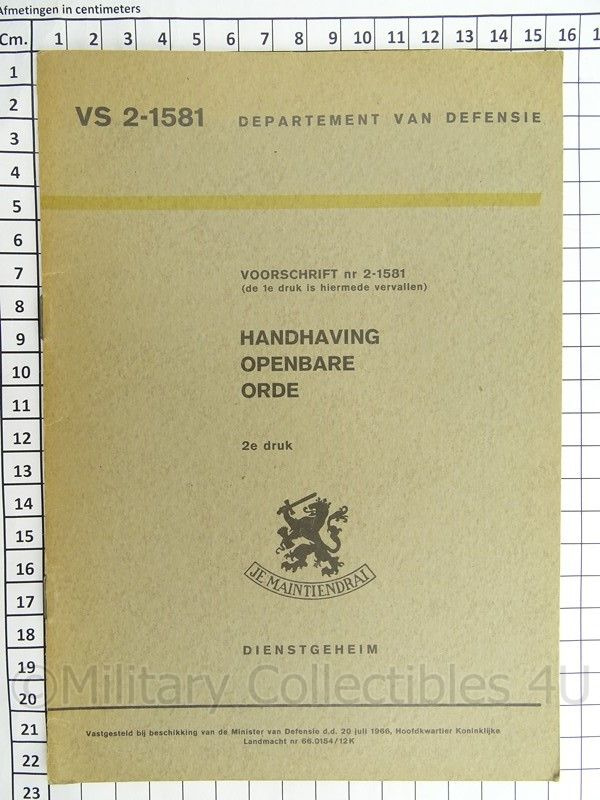 Afmetingen in centimeters
Cm. 1 2 3 4 5 6 7 8 9 10 11 12 13 14 15 16
1
2
3
4
5
6
7
8
9
10
11
12
13
14
15
16
17
18
19
20
21
22
23
VS 2-1581 DEPARTEMENT VAN DEFENSIE
VOORSCHRIFT nr 2-1581
(de 1e druk is hiermede vervallen)
HANDHAVING
OPENBARE
ORDE
2e druk
JE MAINTIENDRAI
DIENSTGEHEIM
©Military Collectibles 4U
Vastgesteld bij beschikking van de Minister van Defensie d.d. 20 juli 1966, Hoofdkwartier Koninklijke
Landmacht nr 66.0154/12K